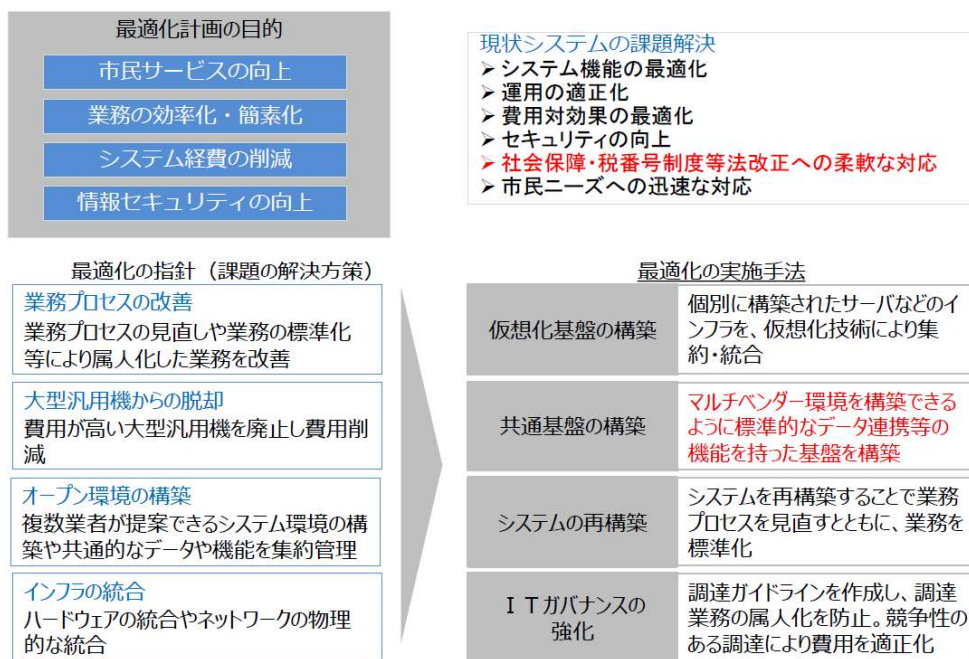 最適化計画の目的
市民サービスの向上
業務の効率化・簡素化
システム経費の削減
情報セキュリティの向上
現状システムの課題解決
➢システム機能の最適化
➢運用の適正化
➢費用対効果の最適化
➢セキュリティの向上
➢社会保障・税番号制度等法改正への柔軟な対応
➢市民ニーズへの迅速な対応
最適化の指針（課題の解決方策）
業務プロセスの改善
業務プロセスの見直しや業務の標準化
等により属人化した業務を改善
大型汎用機からの脱却
費用が高い大型汎用機を廃止し費用削
減
オープン環境の構築
複数業者が提案できるシステム環境の構
築や共通的なデータや機能を集約管理
インフラの統合
ハードウェアの統合やネットワークの物理
的な統合
最適化の実施手法
仮想化基盤の構築
個別に構築されたサーバなどのイ
ンフラを、仮想化技術により集
約・統合
共通基盤の構築
マルチベンダー環境を構築できる
ように標準的なデータ連携等の
機能を持った基盤を構築
システムの再構築
システムを再構築することで業務
プロセスを見直すとともに、業務を
標準化
ＩＴガバナンスの
強化
調達ガイドラインを作成し、調達
業務の属人化を防止。競争性の
ある調達により費用を適正化